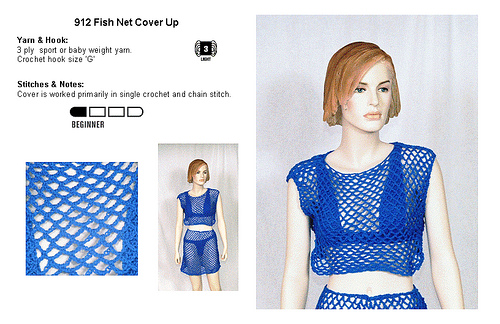 912 Fish Net Cover Up
Yarn & Hook:
3 ply sport or baby weight yarn.
Crochet hook size "G"
3
LIGHT
Stitches & Notes:
Cover is worked primarily in single crochet and chain stitch.
BEGINNER